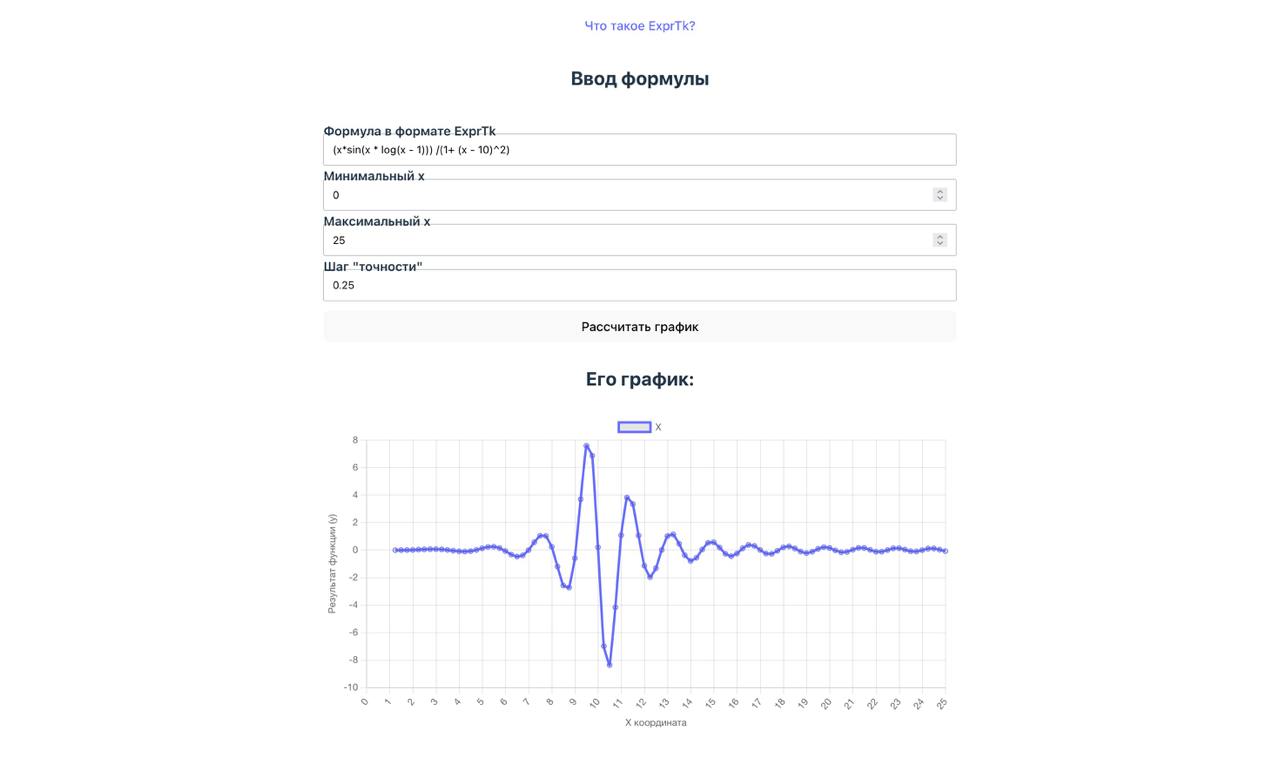 Что такое ExprTk?
Ввод формулы
Формула в формате ExprTk
(x*sin(x * log(x - 1))) /(1+ (x - 10)^2)
Минимальный x
0
Максимальный x
25
Шаг "точности"
0.25
Рассчитать график
Его график:
X
8
6
4
2
0
-2
-4
-6
-8
-10
Результат функции (y)
0 1 2 3 4 5 6 7 8 9 10 11 12 13 14 15 16 17 18 19 20 21 22 23 24 25
X координата